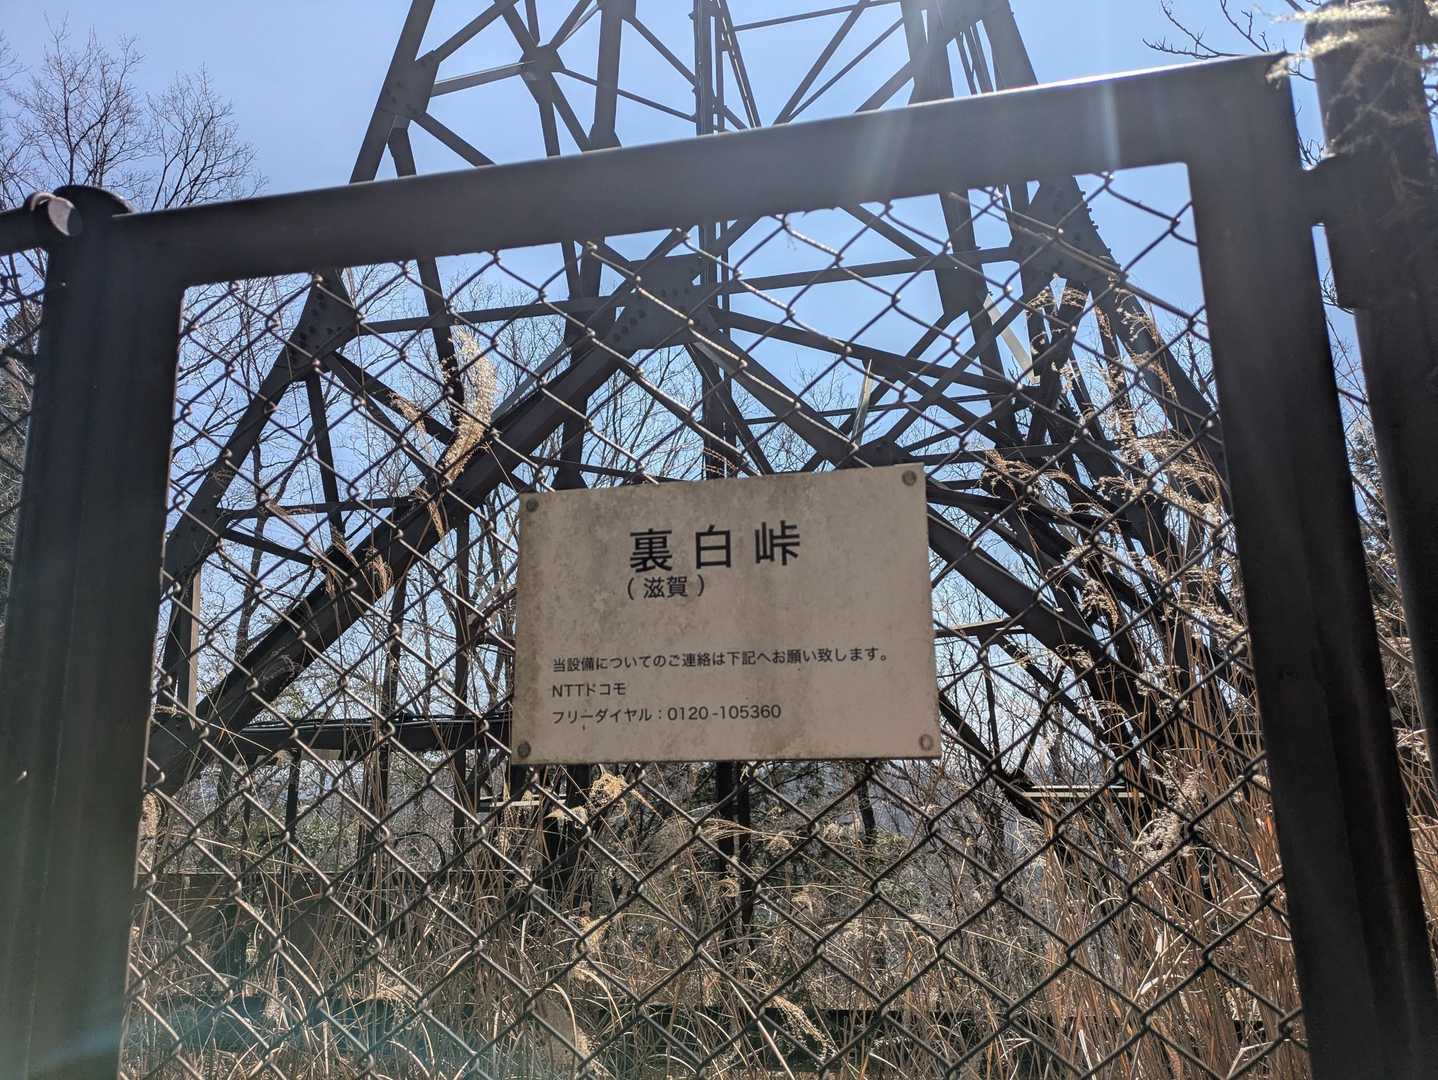 裏白峠
(滋賀)
当設備についてのご連絡は下記へお願い致します。
NTTドコモ
フリーダイヤル：0120-105360